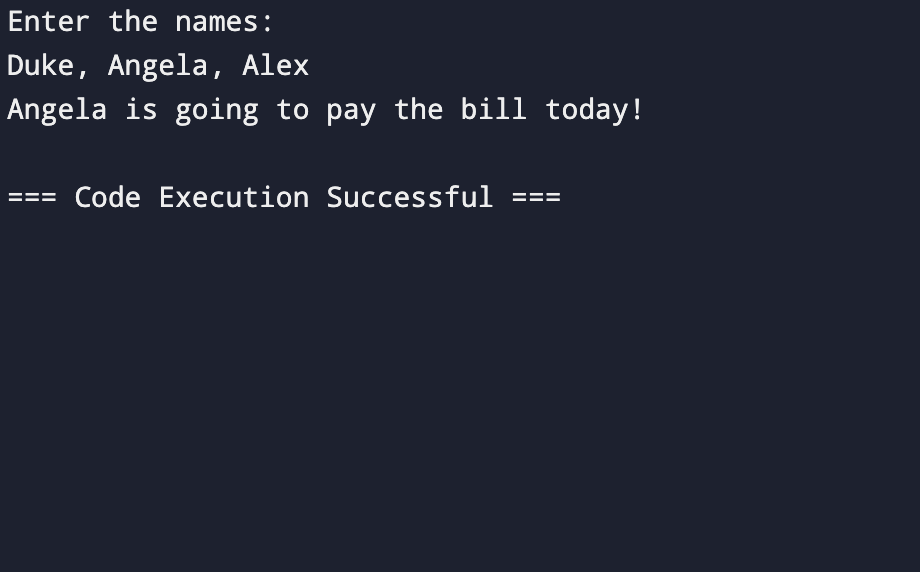 Enter the names:
Duke, Angela, Alex
Angela is going to pay the bill today!
=== Code Execution Successful ===